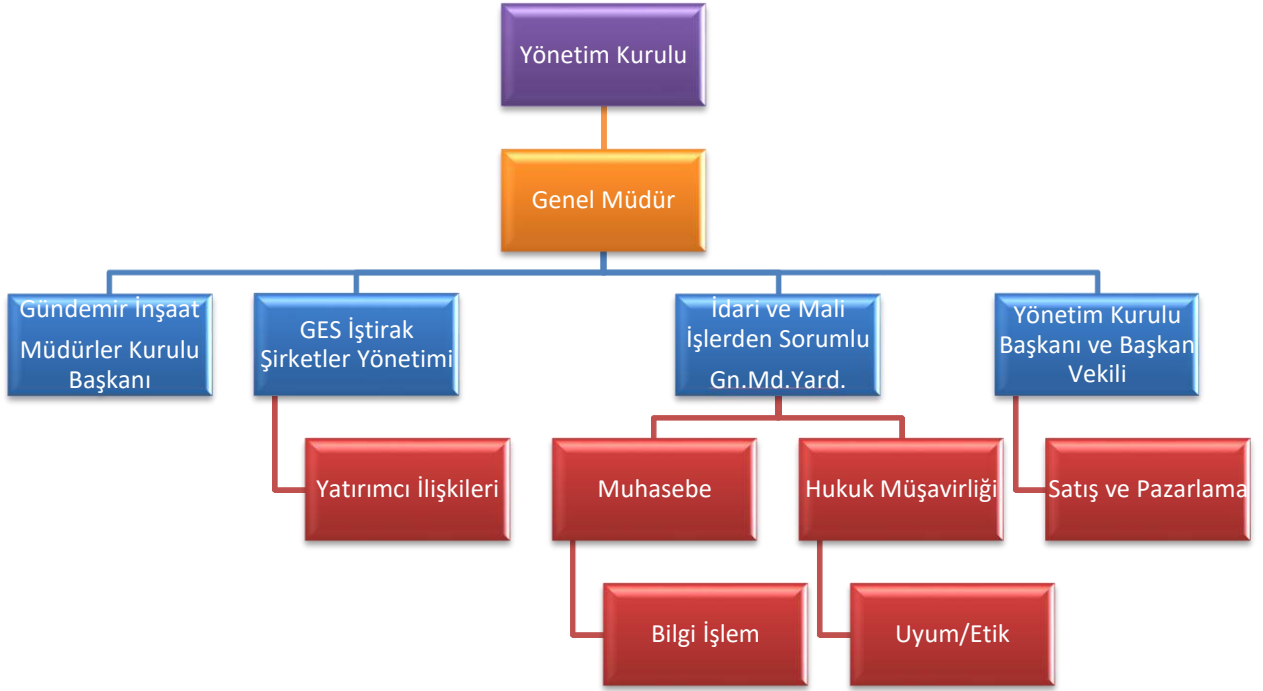 Yönetim Kurulu
Genel Müdür
Gündemir İnşaat
Müdürler Kurulu
Başkanı
GES İştirak
Şirketler Yönetimi
İdari ve Mali
İşlerden Sorumlu
Gn.Md.Yard.
Yönetim Kurulu
Başkanı ve Başkan
Vekili
Yatırımcı İlişkileri
Muhasebe
Hukuk Müşavirliği
Satış ve Pazarlama
Bilgi İşlem
Uyum/Etik